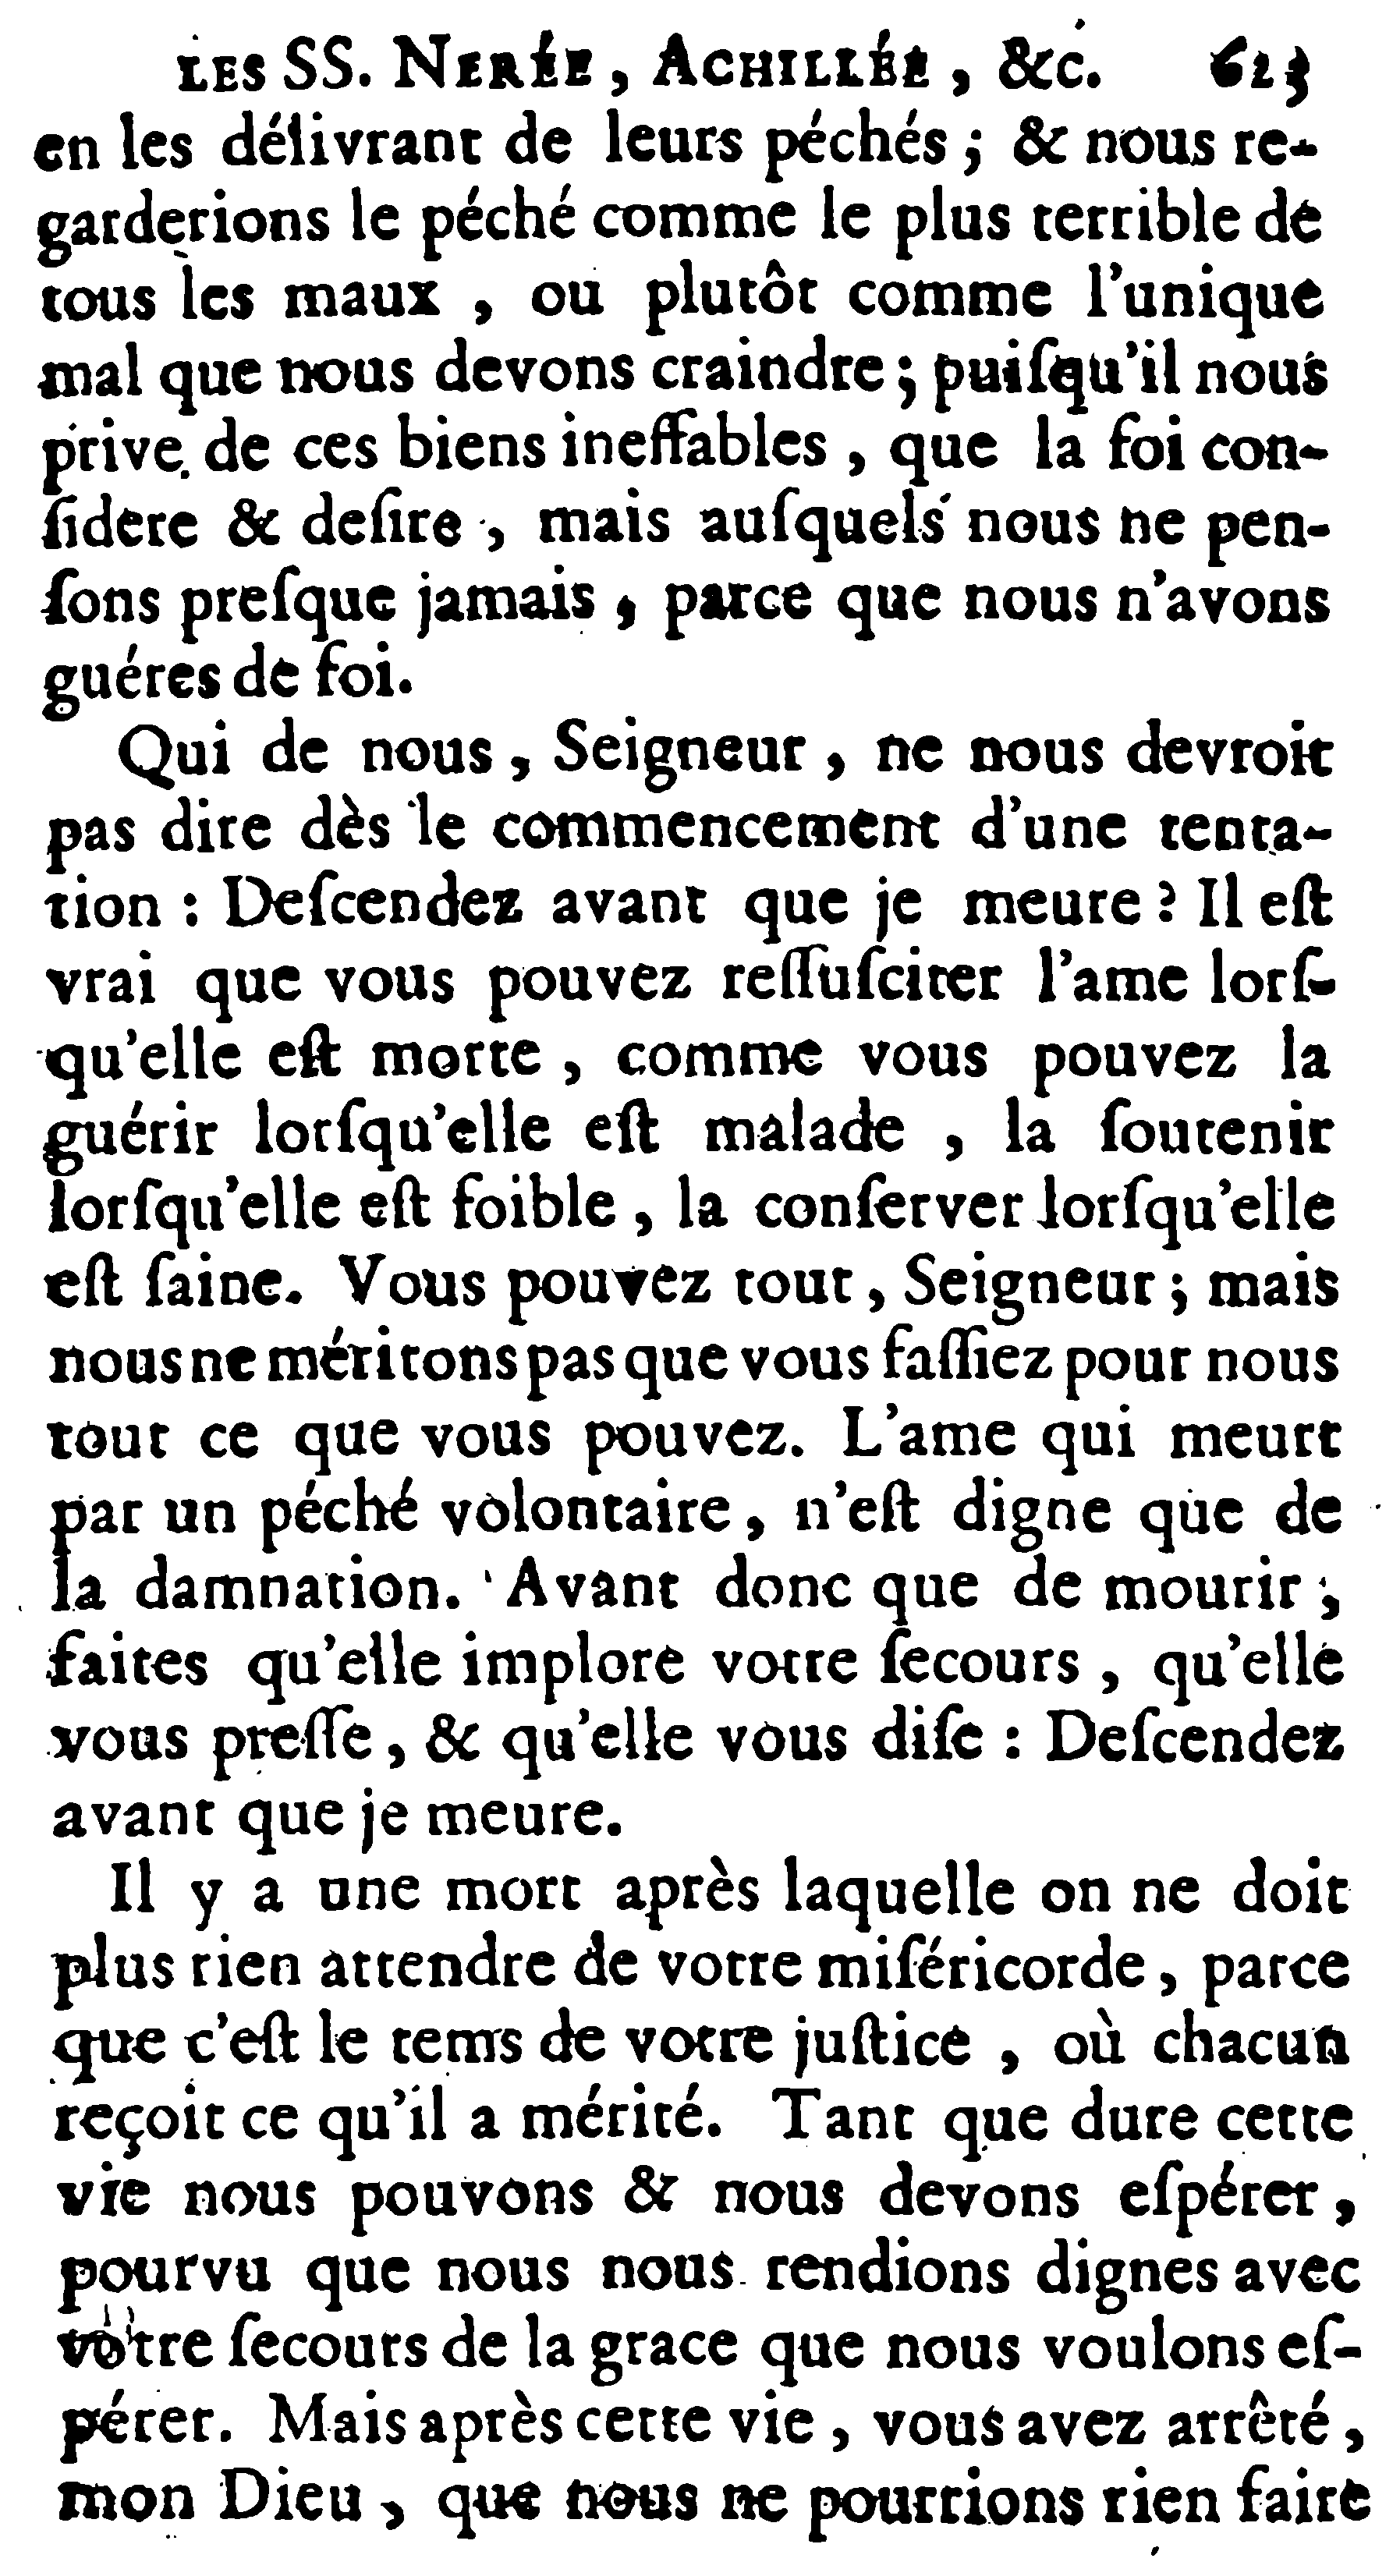 LES SS. NERÉE, ACHILLÉE, &c. 623
en les délivrant de leurs péchés ; & nous re-
garderions le péché comme le plus terrible de
tous les maux , ou plutôt comme l'unique
mal que nous devons craindre ; puiſqu'il nous
prive de ces biens ineffables , que la foi con-
ſidere & deſire , mais auſquels nous ne pen-
ſons preſque jamais , parce que nous n'avons
guéres de foi.
Qui de nous , Seigneur , ne nous devroit
pas dire dès le commencement d'une tenta-
tion : Deſcendez avant que je meure ? Il eſt
vrai que vous pouvez reſſuſciter l'ame lorſ-
qu'elle eſt morte , comme vous pouvez la
guérir lorſqu'elle eſt malade , la ſoutenir
lorſqu'elle eſt foible , la conſerver lorſqu'elle
eſt ſaine. Vous pouvez tout , Seigneur ; mais
nous ne méritons pas que vous faſſiez pour nous
tout ce que vous pouvez. L'ame qui meurt
par un péché volontaire , n'eſt digne que de
la damnation. Avant donc que de mourir ;
faites qu'elle implore votre ſecours , qu'elle
vous preſſe , & qu'elle vous diſe : Deſcendez
avant que je meure.
Il y a une mort après laquelle on ne doit
plus rien attendre de votre miſéricorde , parce
que c'eſt le tems de votre juſtice , où chacun
reçoit ce qu'il a mérité. Tant que dure cette
vie nous pouvons & nous devons eſpérer ,
pourvu que nous nous rendions dignes avec
votre ſecours de la grace que nous voulons eſ-
pérer. Mais après cette vie , vous avez arrêté ,
mon Dieu , que nous ne pourrions rien faire